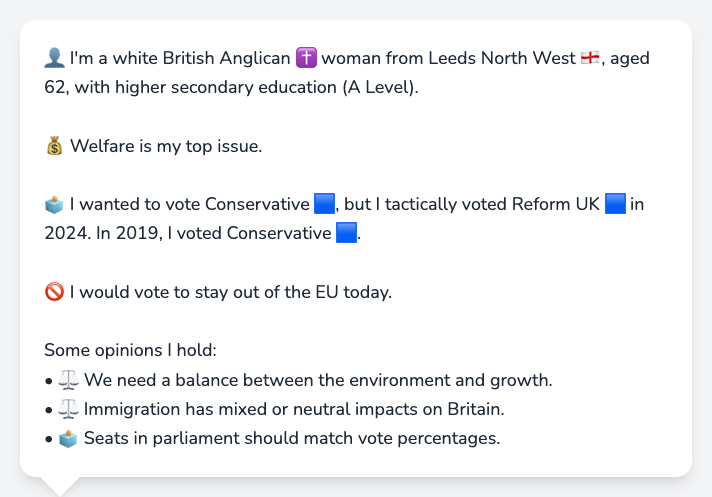 👤 I'm a white British Anglican ✝️ woman from Leeds North West 🏴󠁧󠁢󠁥󠁮󠁧󠁿, aged
62, with higher secondary education (A Level).
💰 Welfare is my top issue.
🗳️ I wanted to vote Conservative 🟦, but I tactically voted Reform UK 🟦 in
2024. In 2019, I voted Conservative 🟦.
🚫 I would vote to stay out of the EU today.
Some opinions I hold:
• ⚖️ We need a balance between the environment and growth.
• ⚖️ Immigration has mixed or neutral impacts on Britain.
• 🗳️ Seats in parliament should match vote percentages.